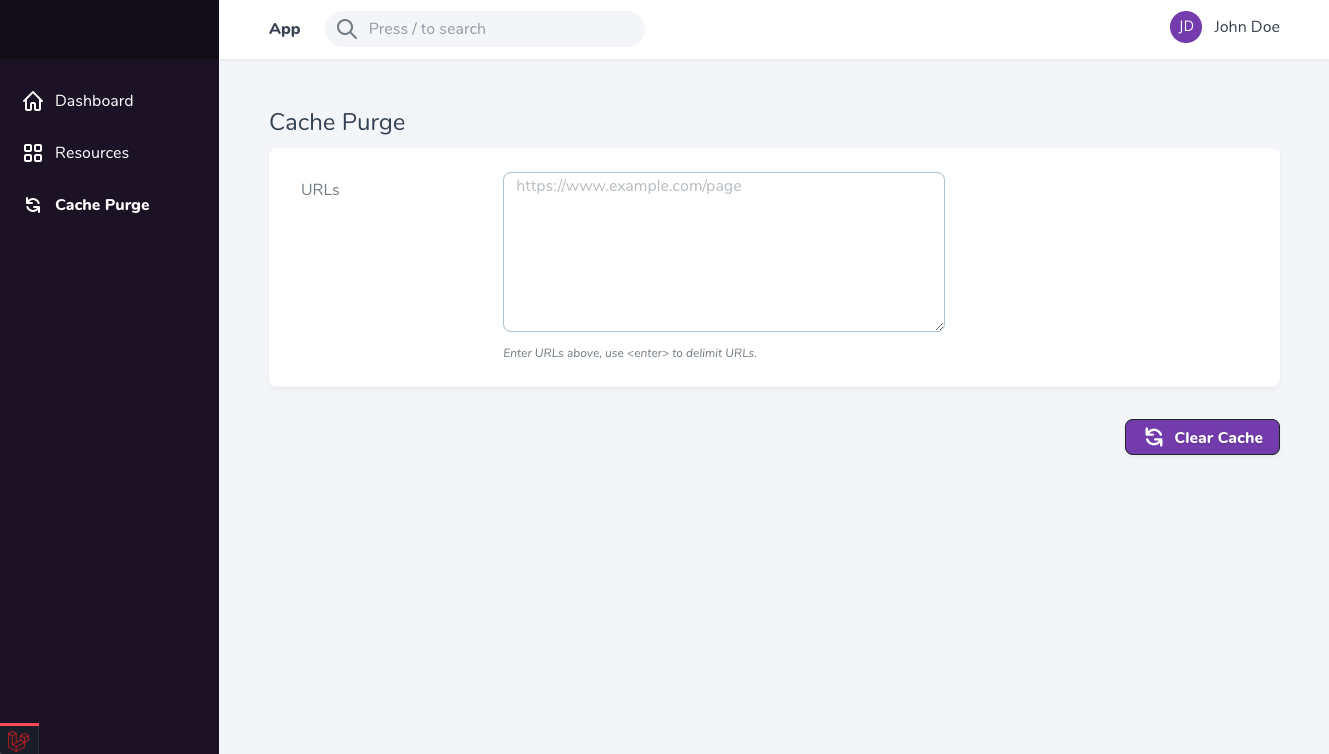 App
Press / to search
JD
John Doe
Dashboard
Resources
Cache Purge
Cache Purge
URLs
https://www.example.com/page
Enter URLs above, use <enter> to delimit URLs.
Clear Cache